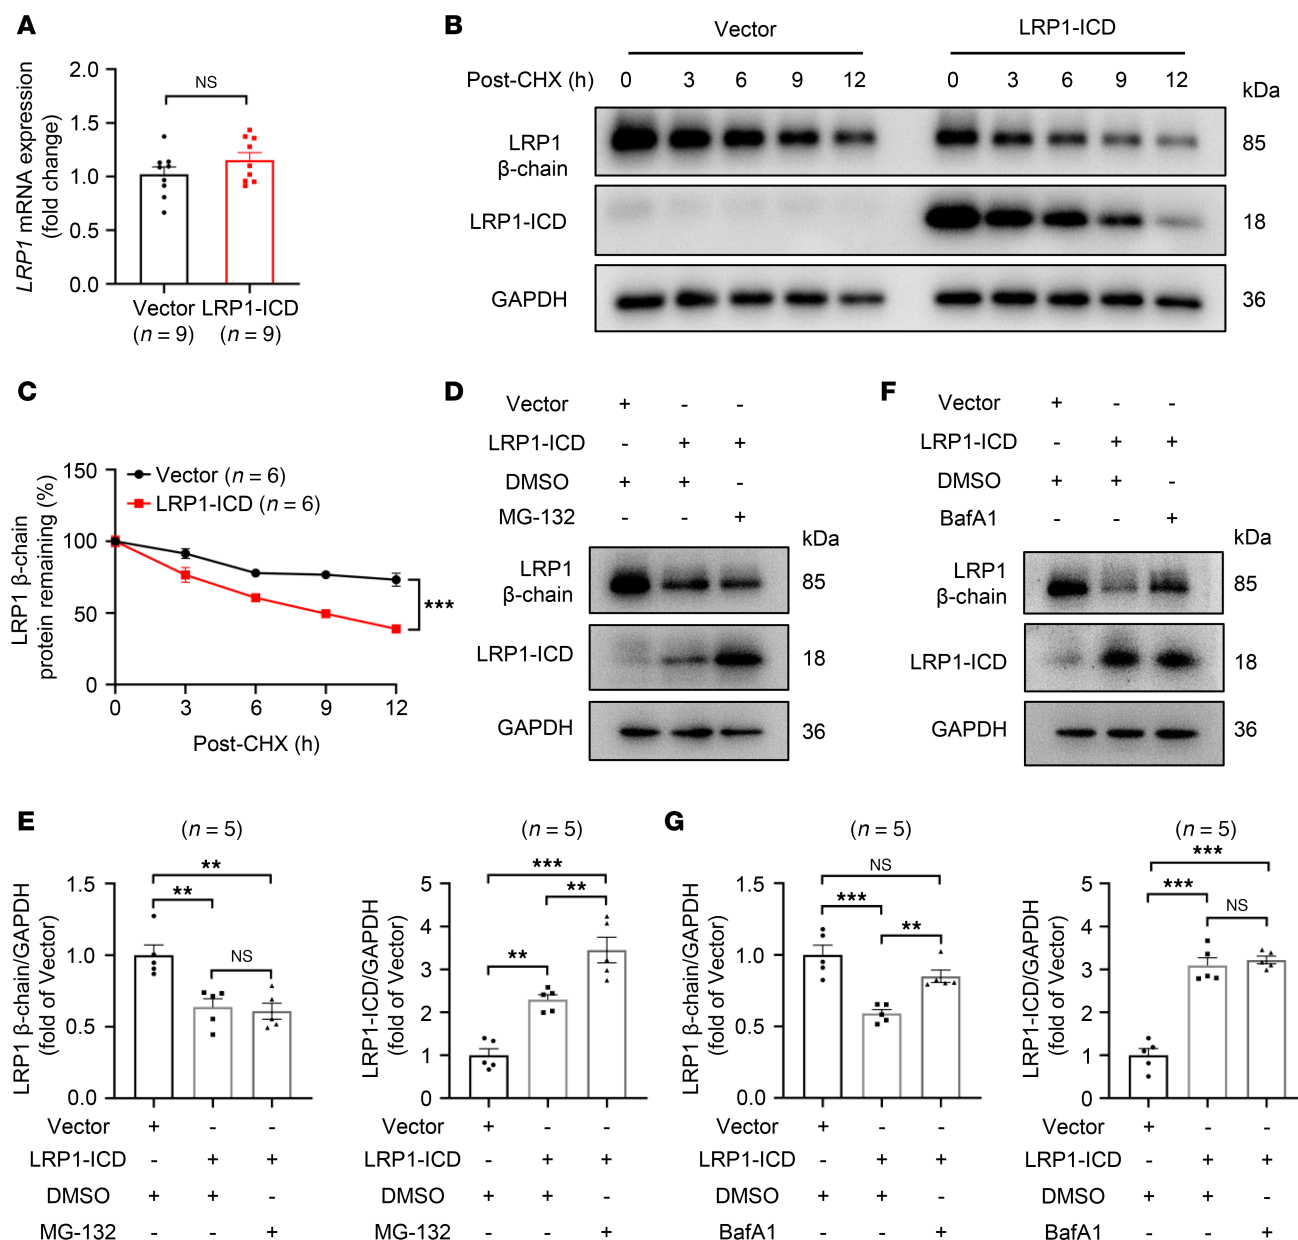 A
LRP1 mRNA expression
(fold change)
2.0
1.5
1.0
0.5
0.0
NS
Vector LRP1-ICD
(n = 9) (n = 9)
B
Vector LRP1-ICD
Post-CHX (h) 0 3 6 9 12 0 3 6 9 12 kDa
LRP1
β-chain
85
LRP1-ICD 18
GAPDH 36
C
LRP1 β-chain
protein remaining (%)
150
100
50
0
Vector (n = 6)
LRP1-ICD (n = 6)
***
0 3 6 9 12
Post-CHX (h)
D
Vector + - -
LRP1-ICD - + +
DMSO + + -
MG-132 - - +
kDa
LRP1
β-chain
85
LRP1-ICD 18
GAPDH 36
F
Vector + - -
LRP1-ICD - + +
DMSO + + -
BafA1 - - +
kDa
LRP1
β-chain
85
LRP1-ICD 18
GAPDH 36
E
(n = 5)
LRP1 β-chain/GAPDH
(fold of Vector)
1.5
1.0
0.5
0.0
**
**
NS
Vector + - -
LRP1-ICD - + +
DMSO + + -
MG-132 - - +
(n = 5)
LRP1-ICD/GAPDH
(fold of Vector)
5
4
3
2
1
0
***
**
**
Vector + - -
LRP1-ICD - + +
DMSO + + -
MG-132 - - +
G
(n = 5)
LRP1 β-chain/GAPDH
(fold of Vector)
1.5
1.0
0.5
0.0
NS
***
**
Vector + - -
LRP1-ICD - + +
DMSO + + -
BafA1 - - +
(n = 5)
LRP1-ICD/GAPDH
(fold of Vector)
5
4
3
2
1
0
***
***
NS
Vector + - -
LRP1-ICD - + +
DMSO + + -
BafA1 - - +